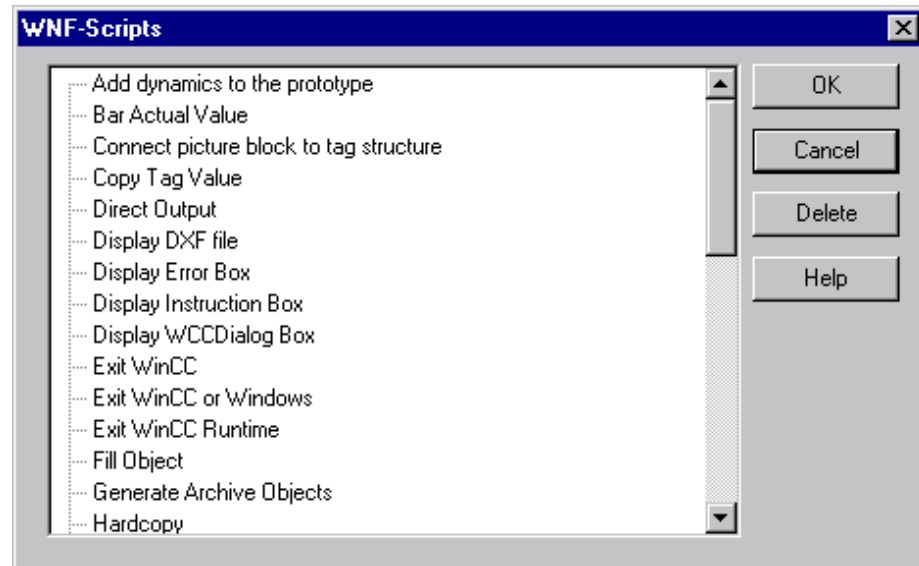 WNF-Scripts
Add dynamics to the prototype
Bar Actual Value
Connect picture block to tag structure
Copy Tag Value
Direct Output
Display DXF file
Display Error Box
Display Instruction Box
Display WCCDialog Box
Exit WinCC
Exit WinCC or Windows
Exit WinCC Runtime
Fill Object
Generate Archive Objects
Hardcopy
OK
Cancel
Delete
Help